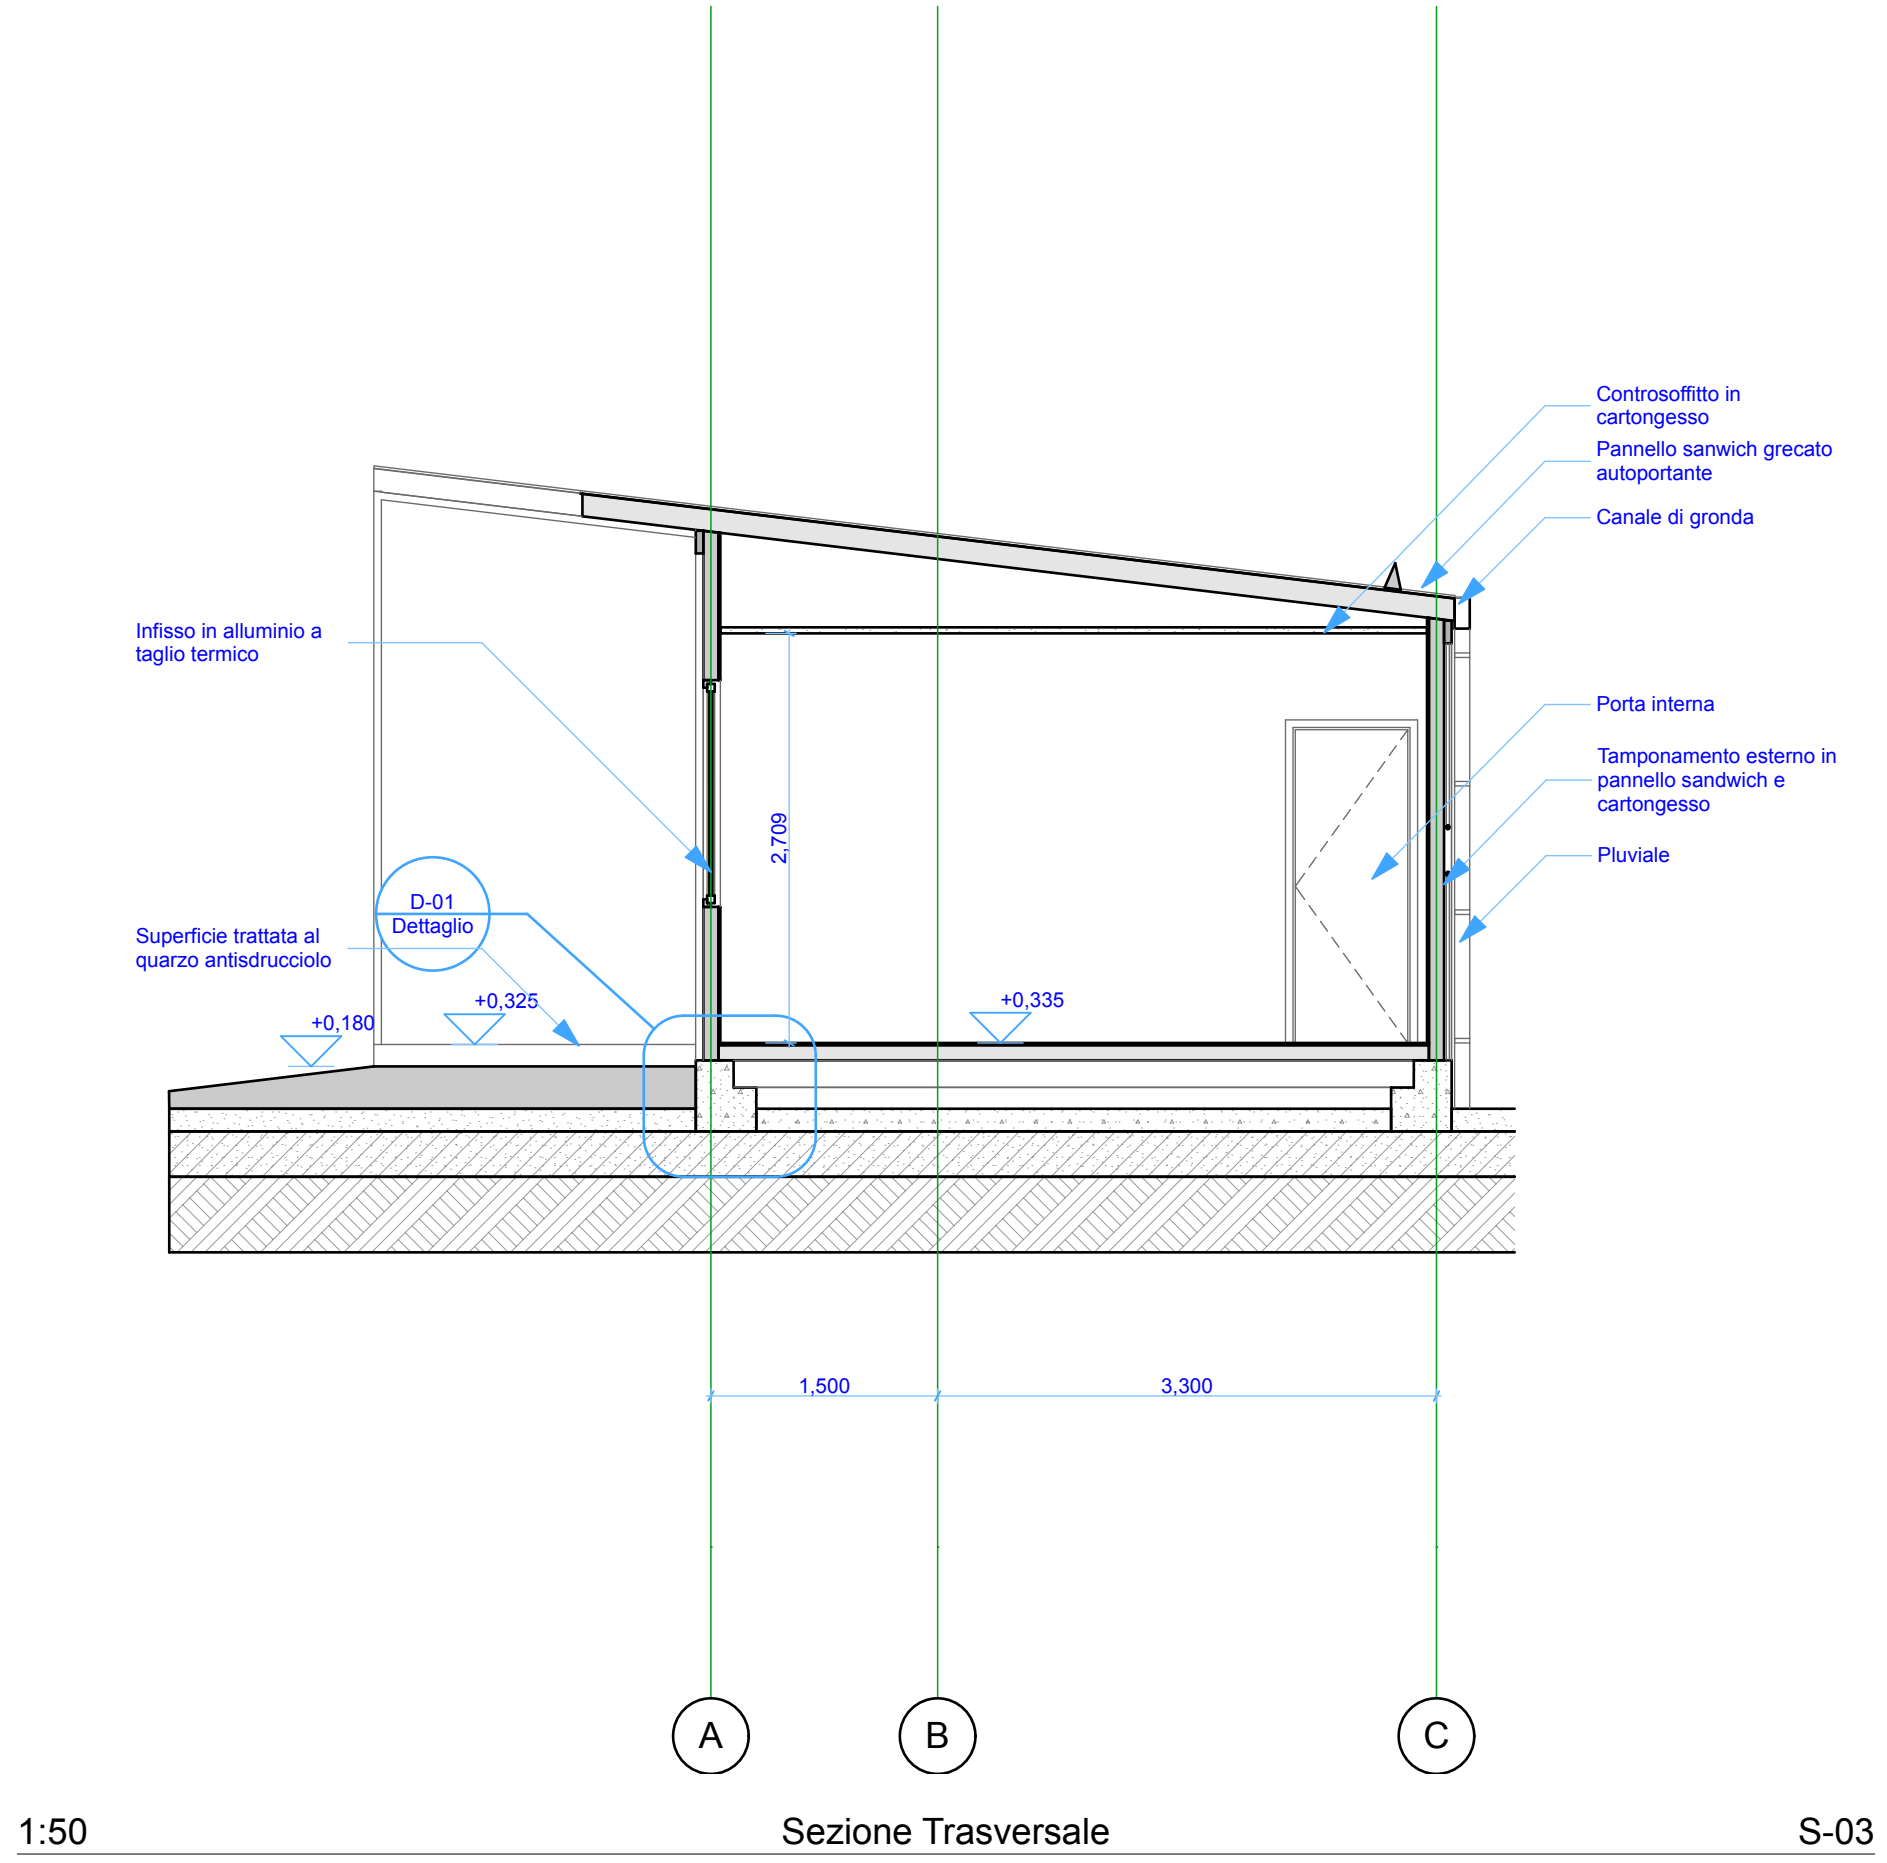 Controsoffitto in
cartongesso
Pannello sanwich grecato
autoportante
Canale di gronda
Infisso in alluminio a
taglio termico
Porta interna
Tamponamento esterno in
pannello sandwich e
cartongesso
2,709
Pluviale
D-01
Dettaglio
Superficie trattata al
quarzo antisdrucciolo
+0,325
+0,335
+0,180
1,500
3,300
A
B
C
1:50
Sezione Trasversale
S-03